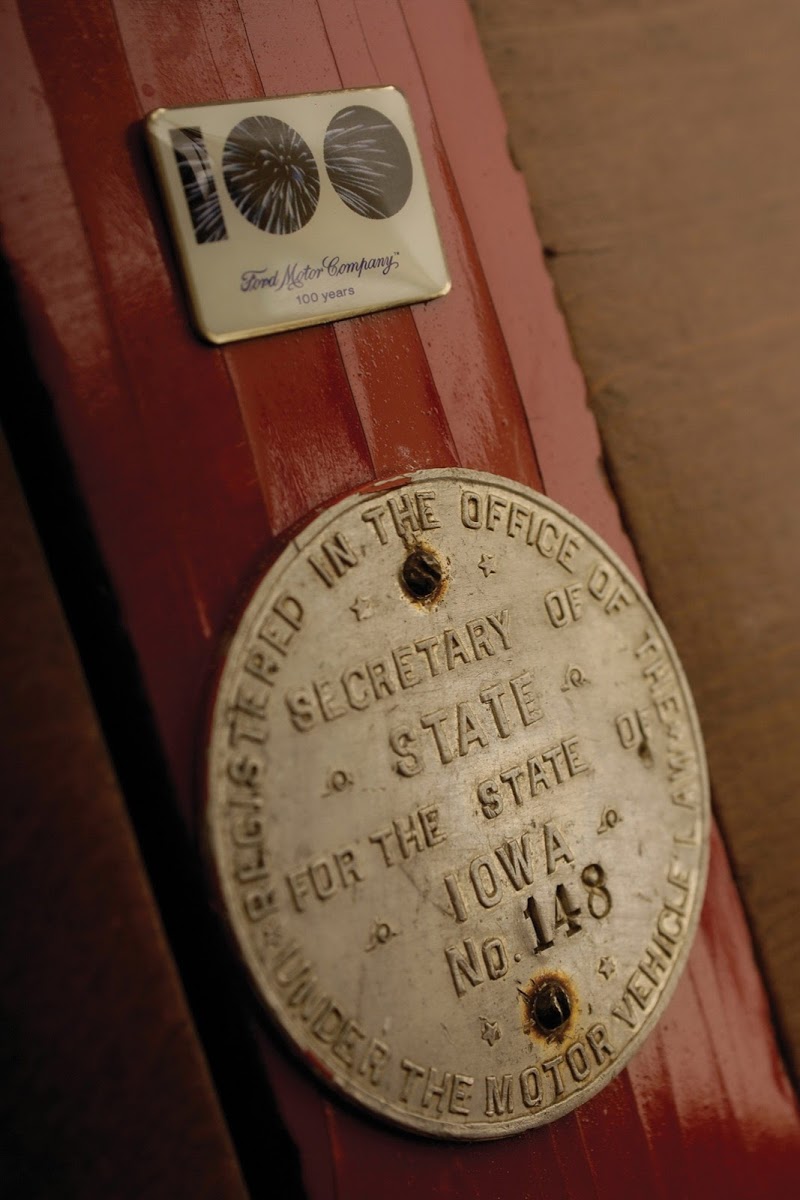 100
Ford Motor Company™
100 years
REGISTERED IN THE OFFICE OF THE
SECRETARY OF
STATE
FOR THE STATE OF
IOWA
No. 148
UNDER THE MOTOR VEHICLE LAW